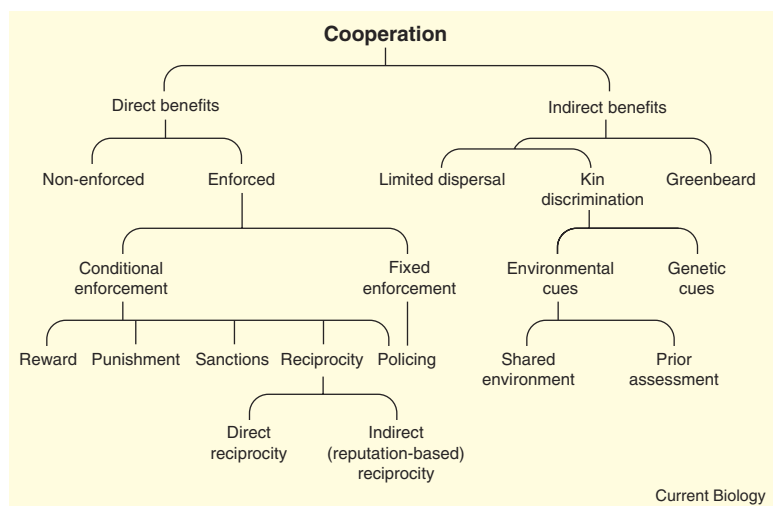 Cooperation
Direct benefits
Indirect benefits
Non-enforced
Enforced
Limited dispersal
Kin
discrimination
Greenbeard
Conditional
enforcement
Fixed
enforcement
Environmental
cues
Genetic
cues
Reward
Punishment
Sanctions
Reciprocity
Policing
Shared
environment
Prior
assessment
Direct
reciprocity
Indirect
(reputation-based)
reciprocity
Current Biology